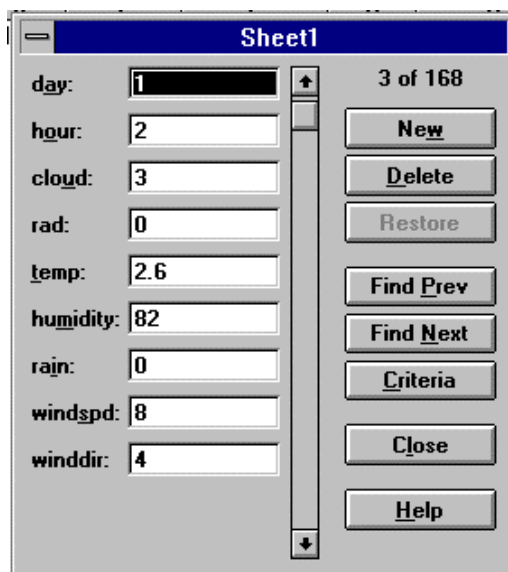 Sheet1
day: 1
hour: 2
cloud: 3
rad: 0
temp: 2.6
humidity: 82
rain: 0
windspd: 8
winddir: 4
3 of 168
New
Delete
Restore
Find Prev
Find Next
Criteria
Close
Help